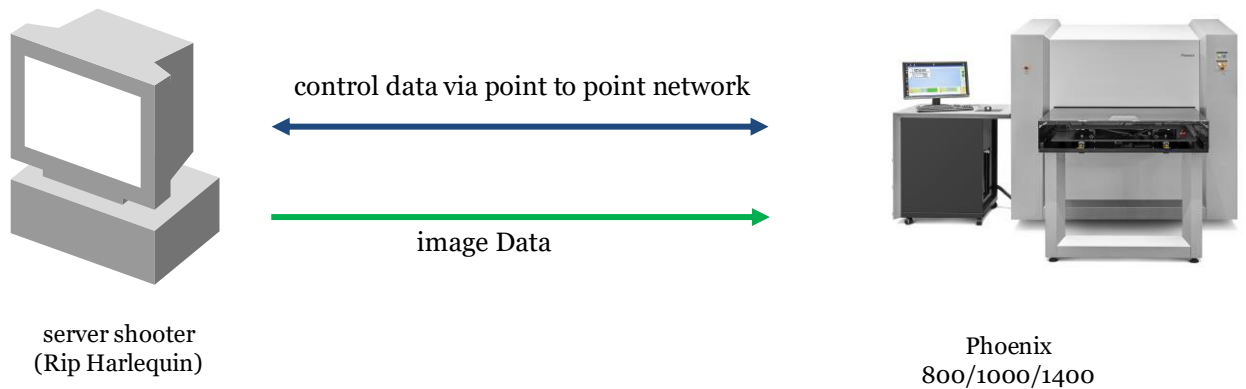 control data via point to point network
image Data
server shooter
(Rip Harlequin)
Phoenix
800/1000/1400